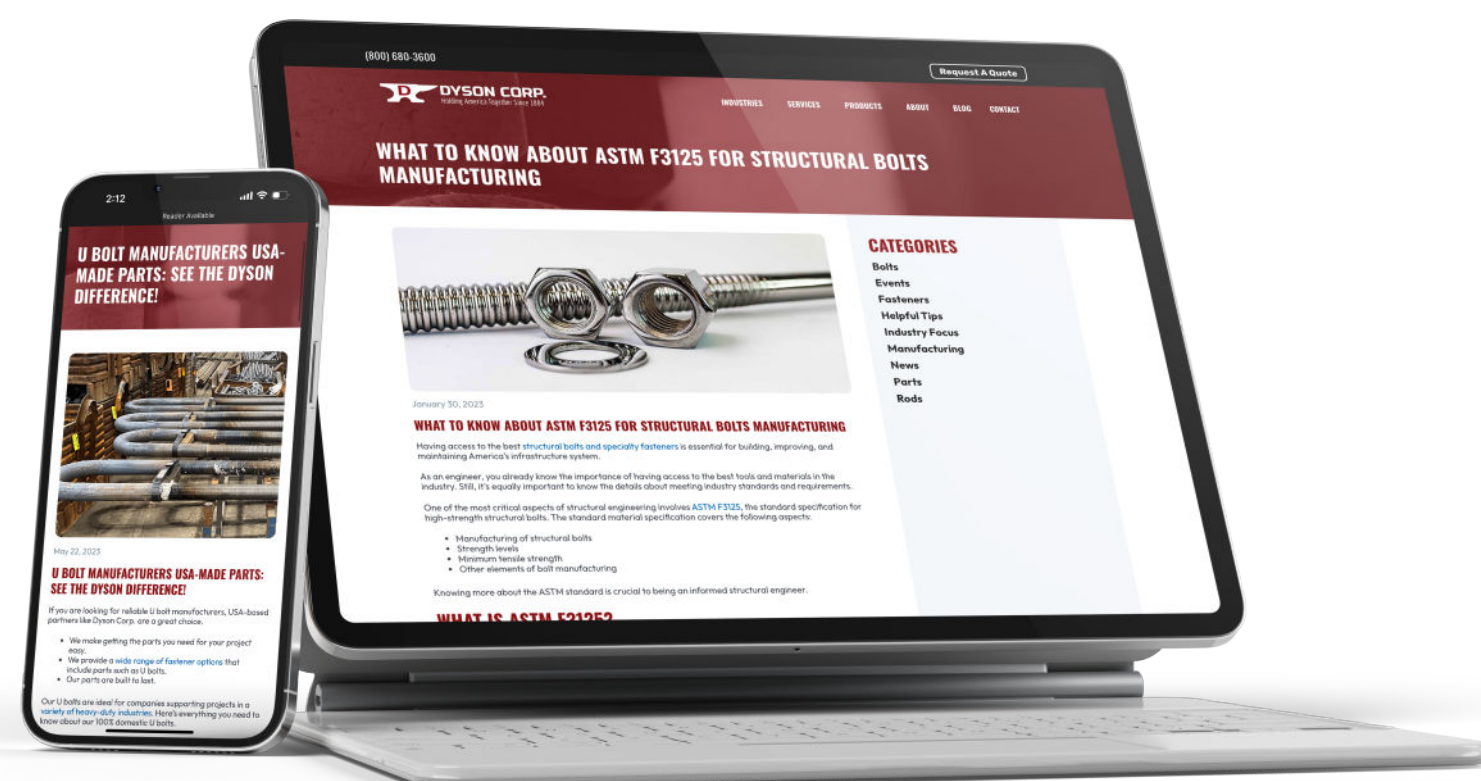 (800) 680-3600
Request A Quote
D
DYSON CORP.
Holding America Together Since 1884
INDUSTRIES SERVICES PRODUCTS ABOUT BLOG CONTACT
WHAT TO KNOW ABOUT ASTM F3125 FOR STRUCTURAL BOLTS
MANUFACTURING
January 30, 2023
WHAT TO KNOW ABOUT ASTM F3125 FOR STRUCTURAL BOLTS MANUFACTURING
Having access to the best structural bolts and specialty fasteners is essential for building, improving, and
maintaining America's infrastructure system.
As an engineer, you already know the importance of having access to the best tools and materials in the
industry. Still, it's equally important to know the details about meeting industry standards and requirements.
One of the most critical aspects of structural engineering involves ASTM F3125, the standard specification for
high-strength structural bolts. The standard material specification covers the following aspects:
• Manufacturing of structural bolts
• Strength levels
• Minimum tensile strength
• Other elements of bolt manufacturing
Knowing more about the ASTM standard is crucial to being an informed structural engineer.
WHAT IS ASTM F3125?
CATEGORIES
Bolts
Events
Fasteners
Helpful Tips
Industry Focus
Manufacturing
News
Parts
Rods
2:12
Reader Available
U BOLT MANUFACTURERS USA-
MADE PARTS: SEE THE DYSON
DIFFERENCE!
May 22, 2023
U BOLT MANUFACTURERS USA-MADE PARTS:
SEE THE DYSON DIFFERENCE!
If you are looking for reliable U bolt manufacturers, USA-based
partners like Dyson Corp. are a great choice.
• We make getting the parts you need for your project
easy.
• We provide a wide range of fastener options that
include parts such as U bolts.
• Our parts are built to last.
Our U bolts are ideal for companies supporting projects in a
variety of heavy-duty industries. Here's everything you need to
know about our 100% domestic U bolts.